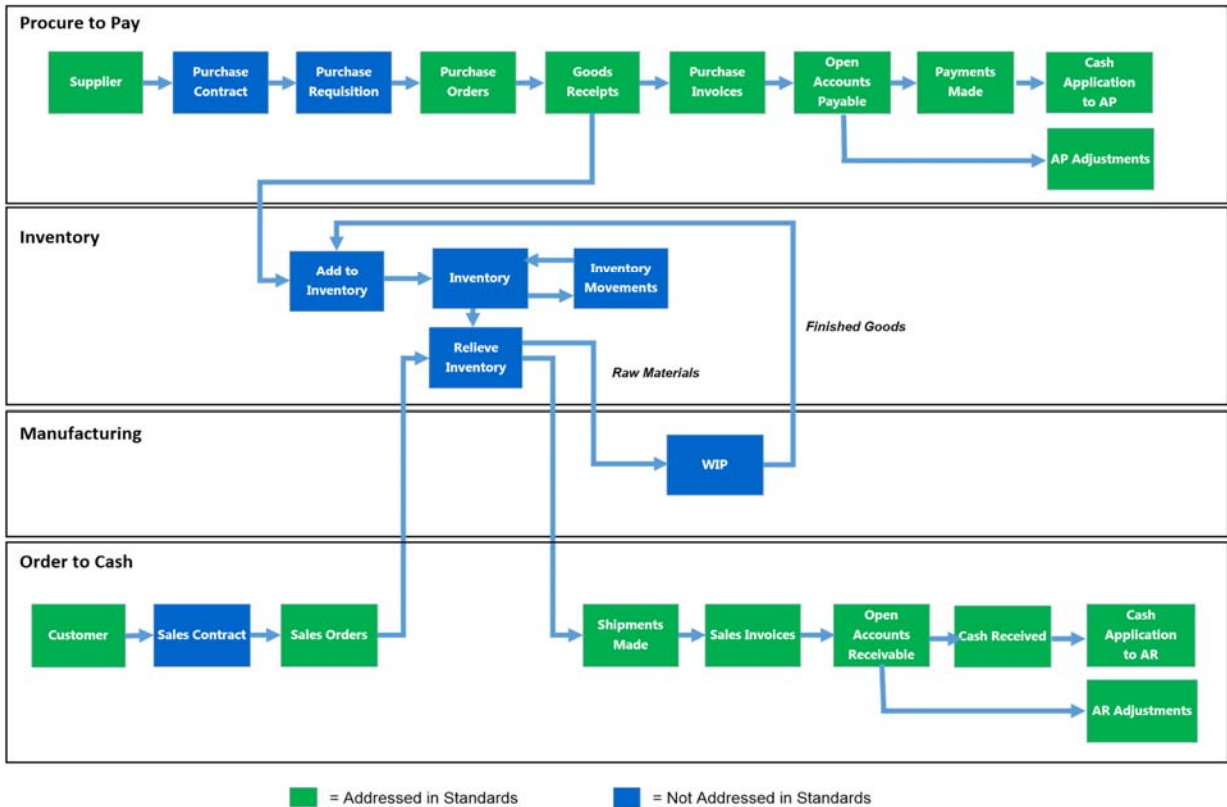 Procure to Pay
Supplier
Purchase
Contract
Purchase
Requisition
Purchase
Orders
Goods
Receipts
Purchase
Invoices
Open
Accounts
Payable
Payments
Made
Cash
Application
to AP
AP Adjustments
Inventory
Add to
Inventory
Inventory
Inventory
Movements
Relieve
Inventory
Raw Materials
Finished Goods
Manufacturing
WIP
Order to Cash
Customer
Sales Contract
Sales Orders
Shipments
Made
Sales Invoices
Open
Accounts
Receivable
Cash Received
Cash
Application
to AR
AR Adjustments
= Addressed in Standards
= Not Addressed in Standards